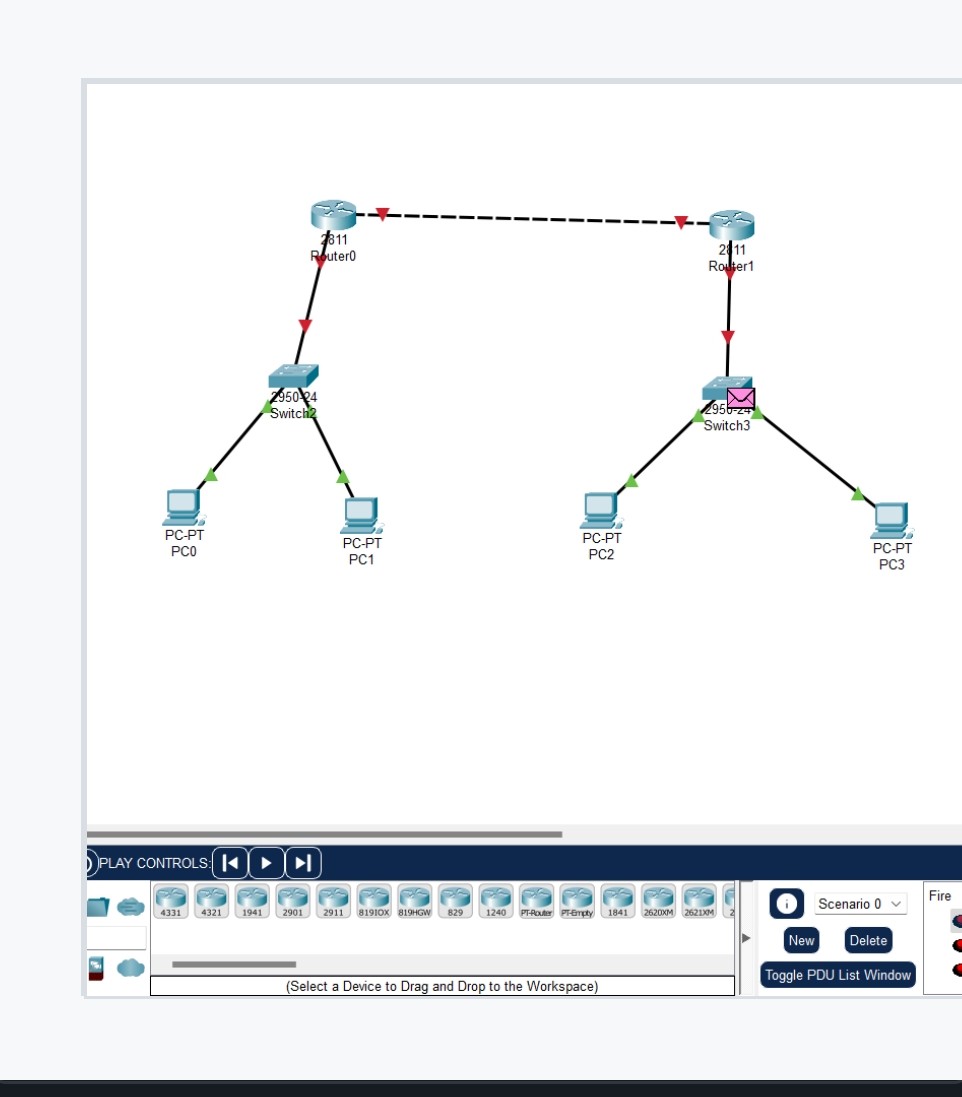 2811
Router0
2811
Router1
2950-24
Switch2
2950-24
Switch3
PC-PT
PC0
PC-PT
PC1
PC-PT
PC2
PC-PT
PC3
PLAY CONTROLS:
4331
4321
1941
2901
2911
819IOX
819HGW
829
1240
PT-Router
PT-Empty
1841
2620XM
2621XM
2
Scenario 0
Fire
New
Delete
Toggle PDU List Window
(Select a Device to Drag and Drop to the Workspace)